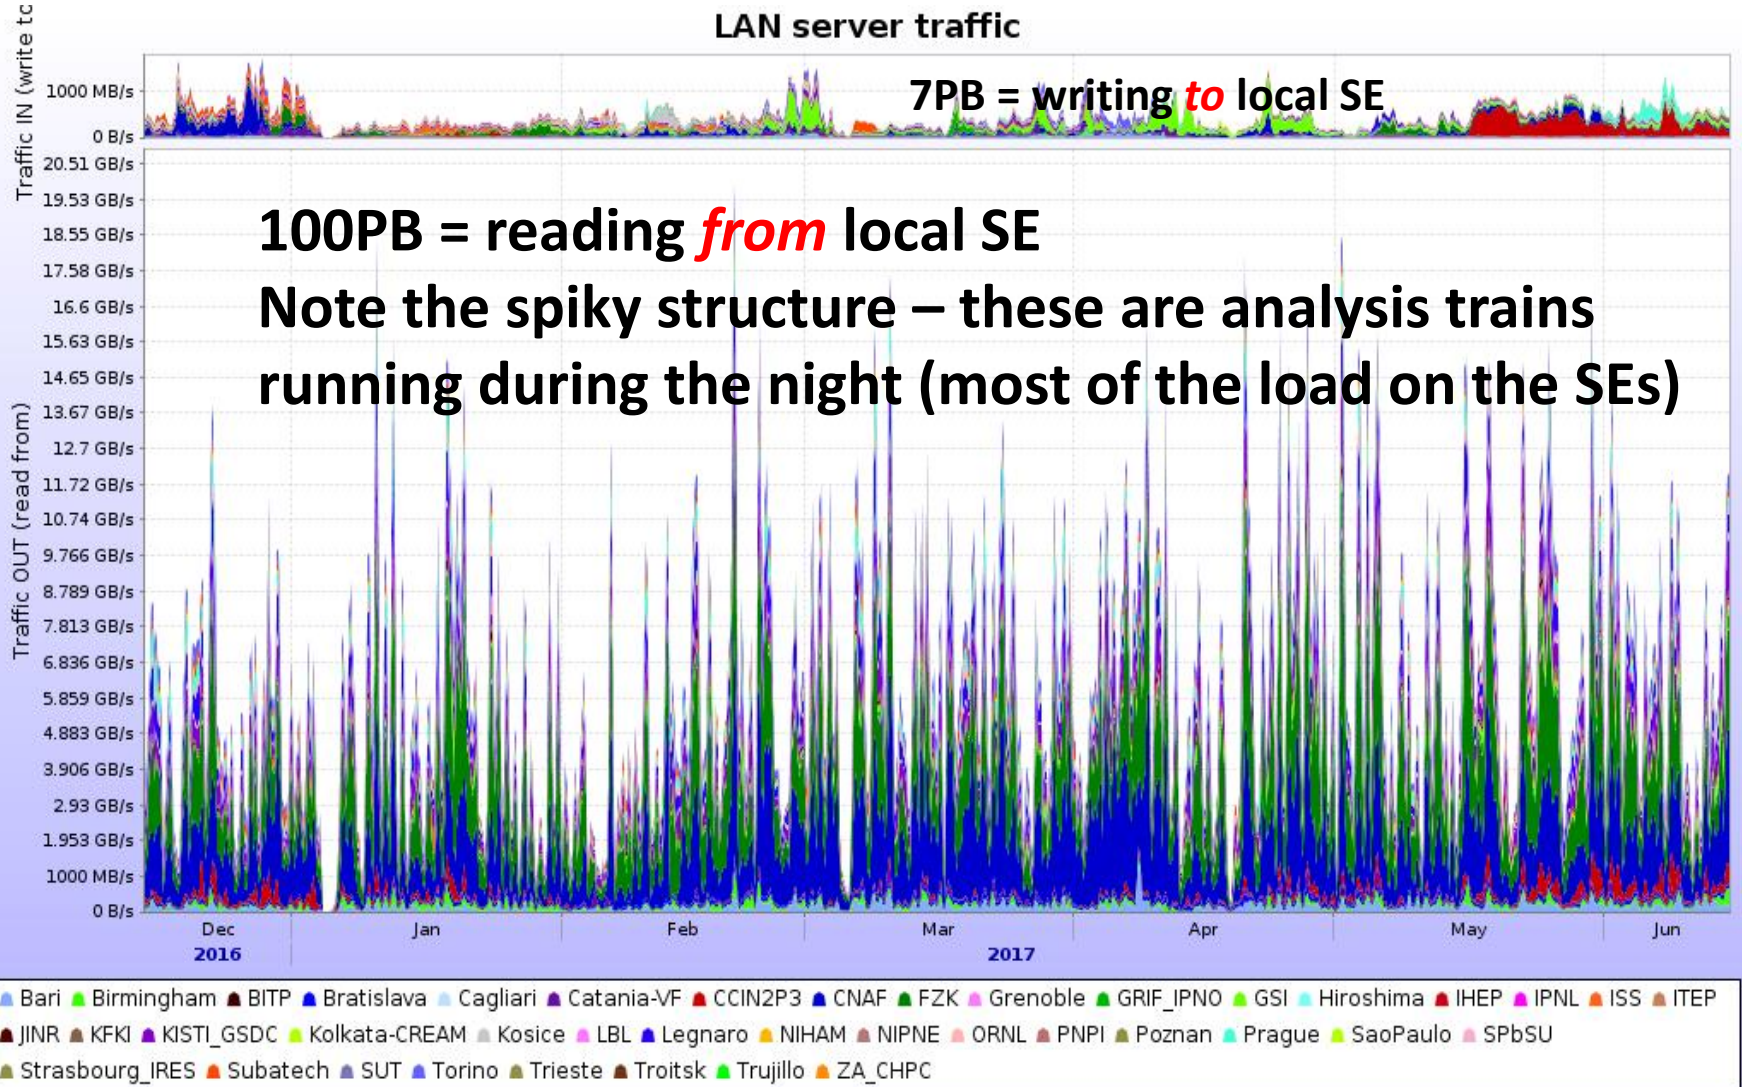 LAN server traffic
Traffic IN (write to
1000 MB/s
0 B/s
7PB = writing to local SE
Traffic OUT (read from)
20.51 GB/s
19.53 GB/s
18.55 GB/s
17.58 GB/s
16.6 GB/s
15.63 GB/s
14.65 GB/s
13.67 GB/s
12.7 GB/s
11.72 GB/s
10.74 GB/s
9.766 GB/s
8.789 GB/s
7.813 GB/s
6.836 GB/s
5.859 GB/s
4.883 GB/s
3.906 GB/s
2.93 GB/s
1.953 GB/s
1000 MB/s
0 B/s
100PB = reading from local SE
Note the spiky structure – these are analysis trains
running during the night (most of the load on the SEs)
Dec Jan Feb Mar Apr May Jun
2016 2017
Bari Birmingham BITP Bratislava Cagliari Catania-VF CCIN2P3 CNAF FZK Grenoble GRIF_IPNO GSI Hiroshima IHEP IPNL ISS ITEP
JINR KFKI KISTI_GSDC Kolkata-CREAM Kosice LBL Legnaro NIHAM NIPNE ORNL PNPI Poznan Prague SaoPaulo SPbSU
Strasbourg_IRES Subatech SUT Torino Trieste Troitsk Trujillo ZA_CHPC